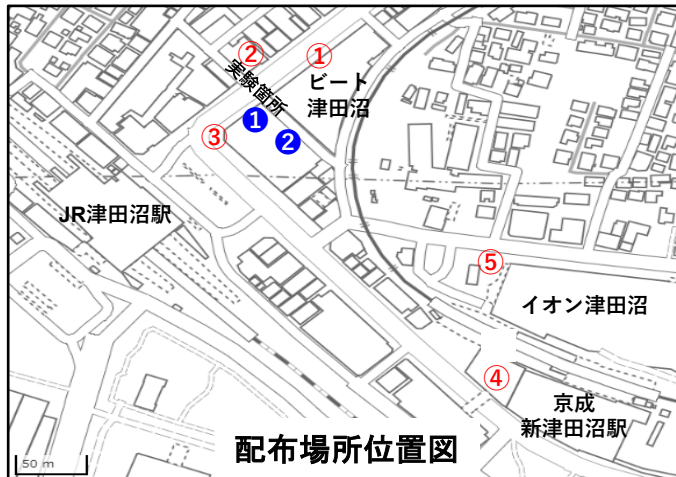 ②
①
実験箇所
ビート
津田沼
❶
③
❷
JR津田沼駅
⑤
イオン津田沼
④
京成
新津田沼駅
配布場所位置図
50 m